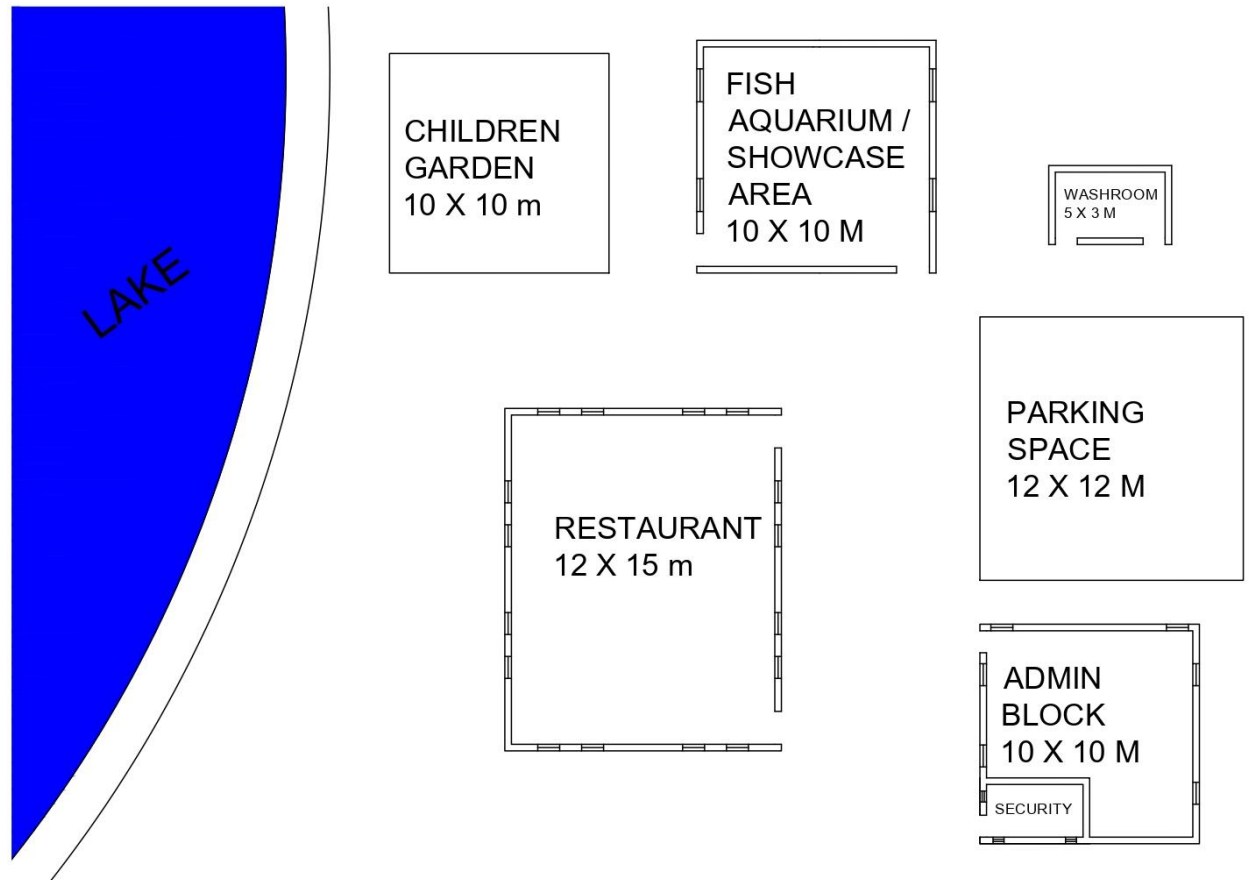 LAKE
CHILDREN
GARDEN
10 X 10 m
FISH
AQUARIUM /
SHOWCASE
AREA
10 X 10 M
WASHROOM
5 X 3 M
RESTAURANT
12 X 15 m
PARKING
SPACE
12 X 12 M
ADMIN
BLOCK
10 X 10 M
SECURITY